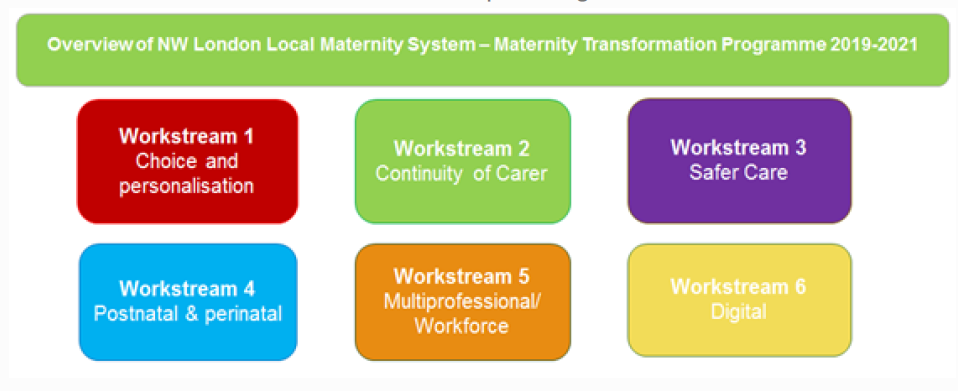 Overview of NW London Local Maternity System – Maternity Transformation Programme 2019-2021
Workstream 1
Choice and
personalisation
Workstream 2
Continuity of Carer
Workstream 3
Safer Care
Workstream 4
Postnatal & perinatal
Workstream 5
Multiprofessional/
Workforce
Workstream 6
Digital